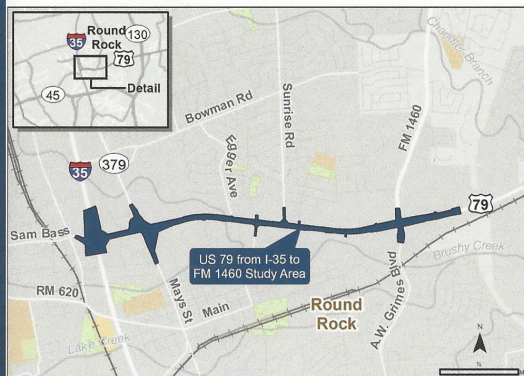 35
Round
Rock
130
79
45
Detail
Chandler Branch
Bowman Rd
Sunrise Rd
FM 1460
Egger Ave
35
379
79
Sam Bass
US 79 from I-35 to
FM 1460 Study Area
Brushy Creek
RM 620
Mays St
Main
Round
Rock
A.W. Grimes Blvd
Lake Creek
N